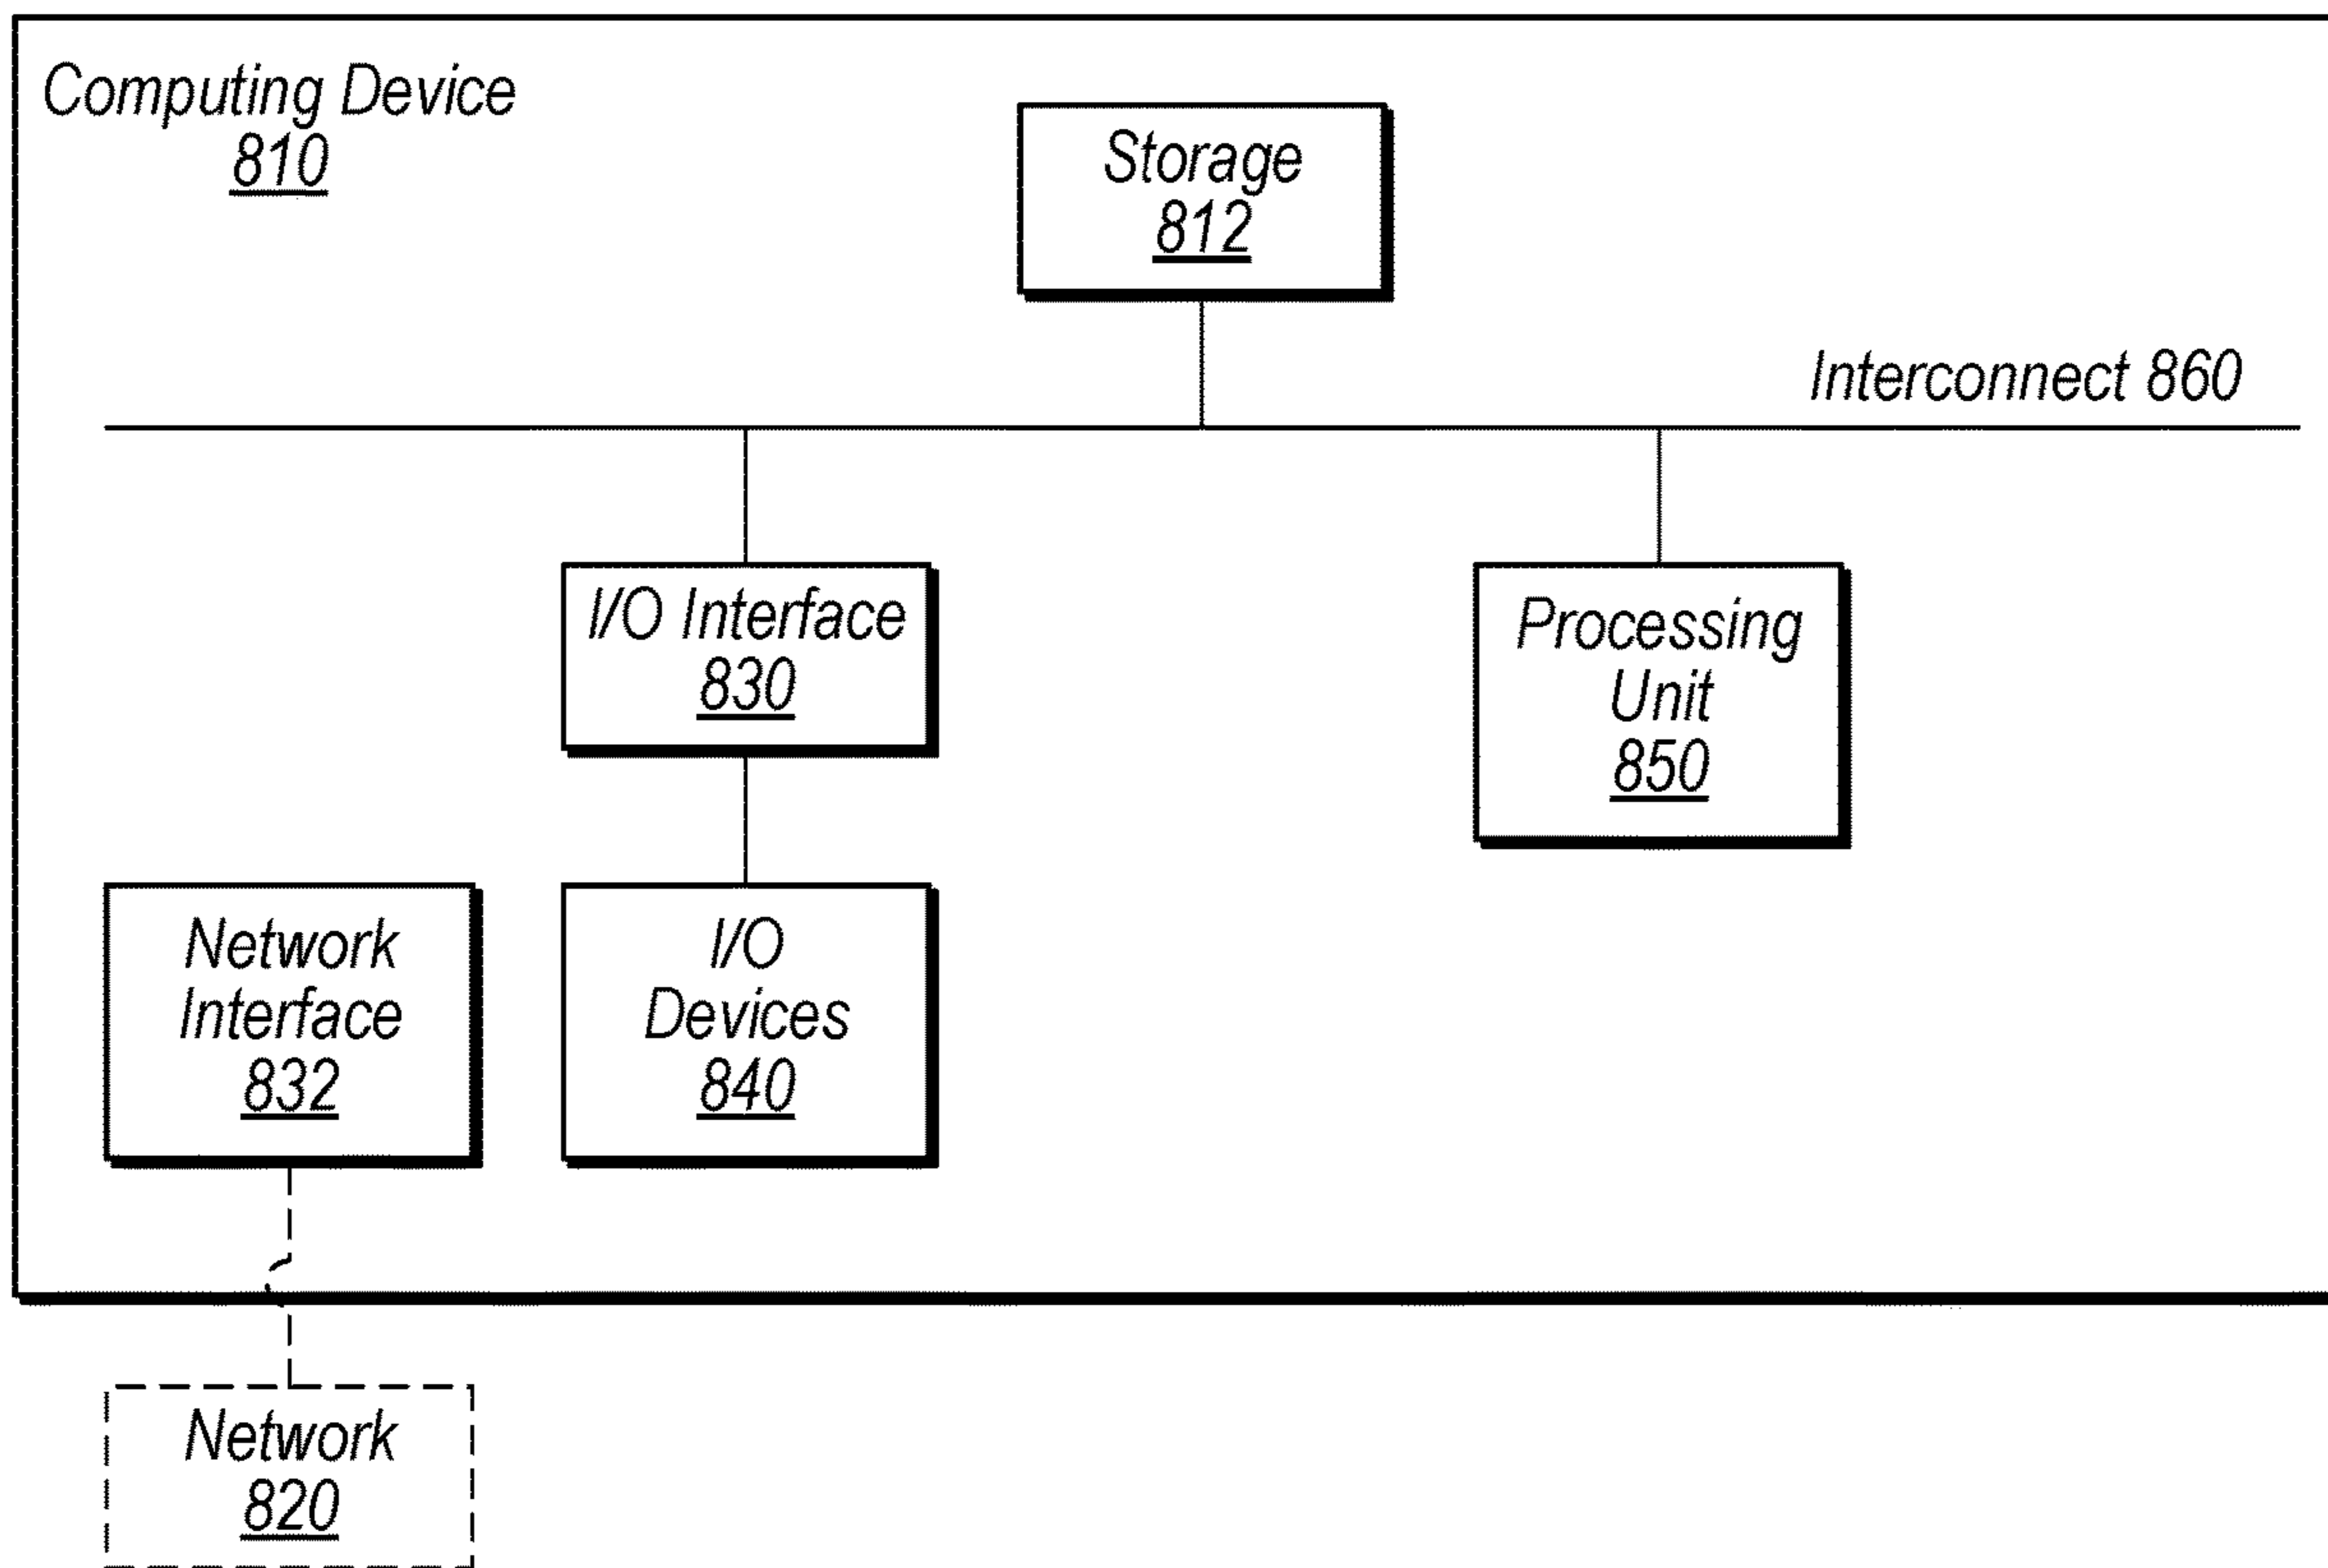 Computing Device
810
Storage
812
Interconnect 860
I/O Interface
830
Processing
Unit
850
Network
Interface
832
I/O
Devices
840
Network
820